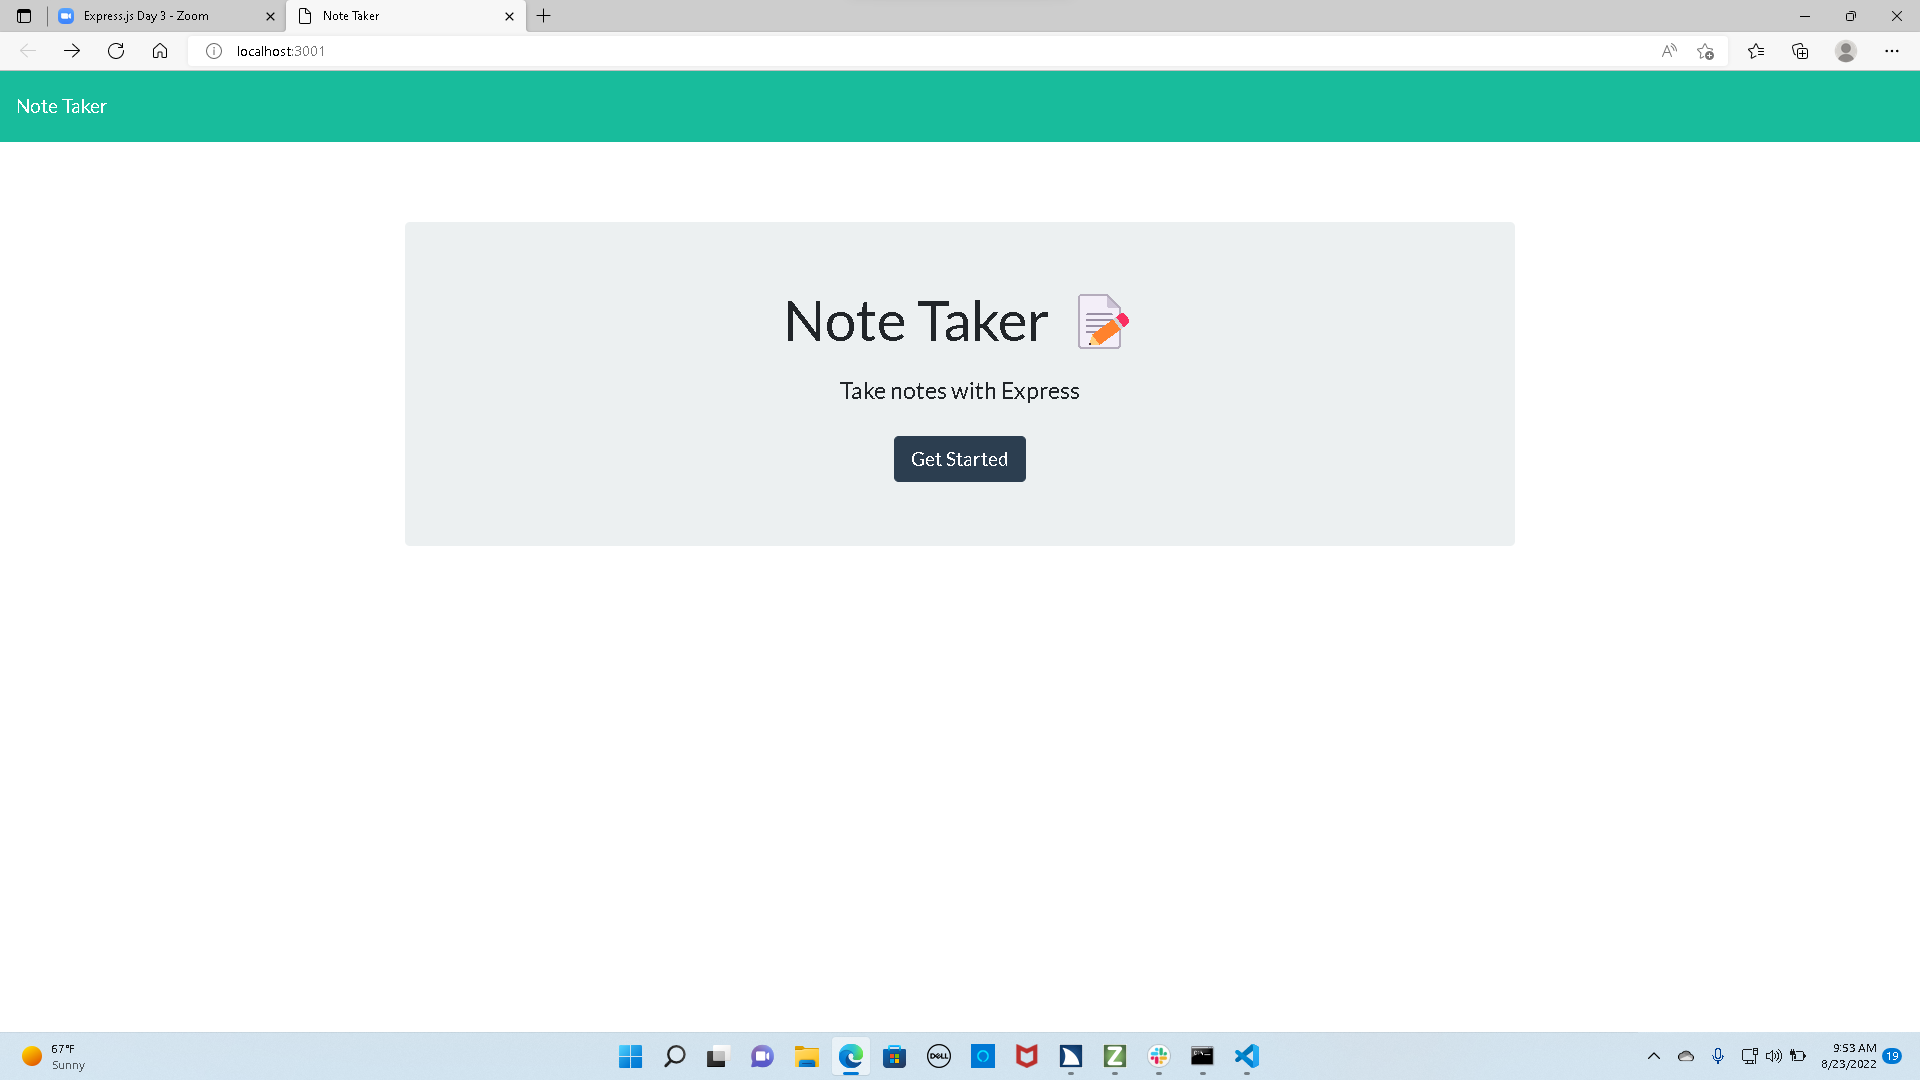 Express.js Day 3 - Zoom
Note Taker
localhost:3001
Note Taker
Note Taker
Take notes with Express
Get Started
67°F
Sunny
DELL
9:53 AM
8/23/2022
19